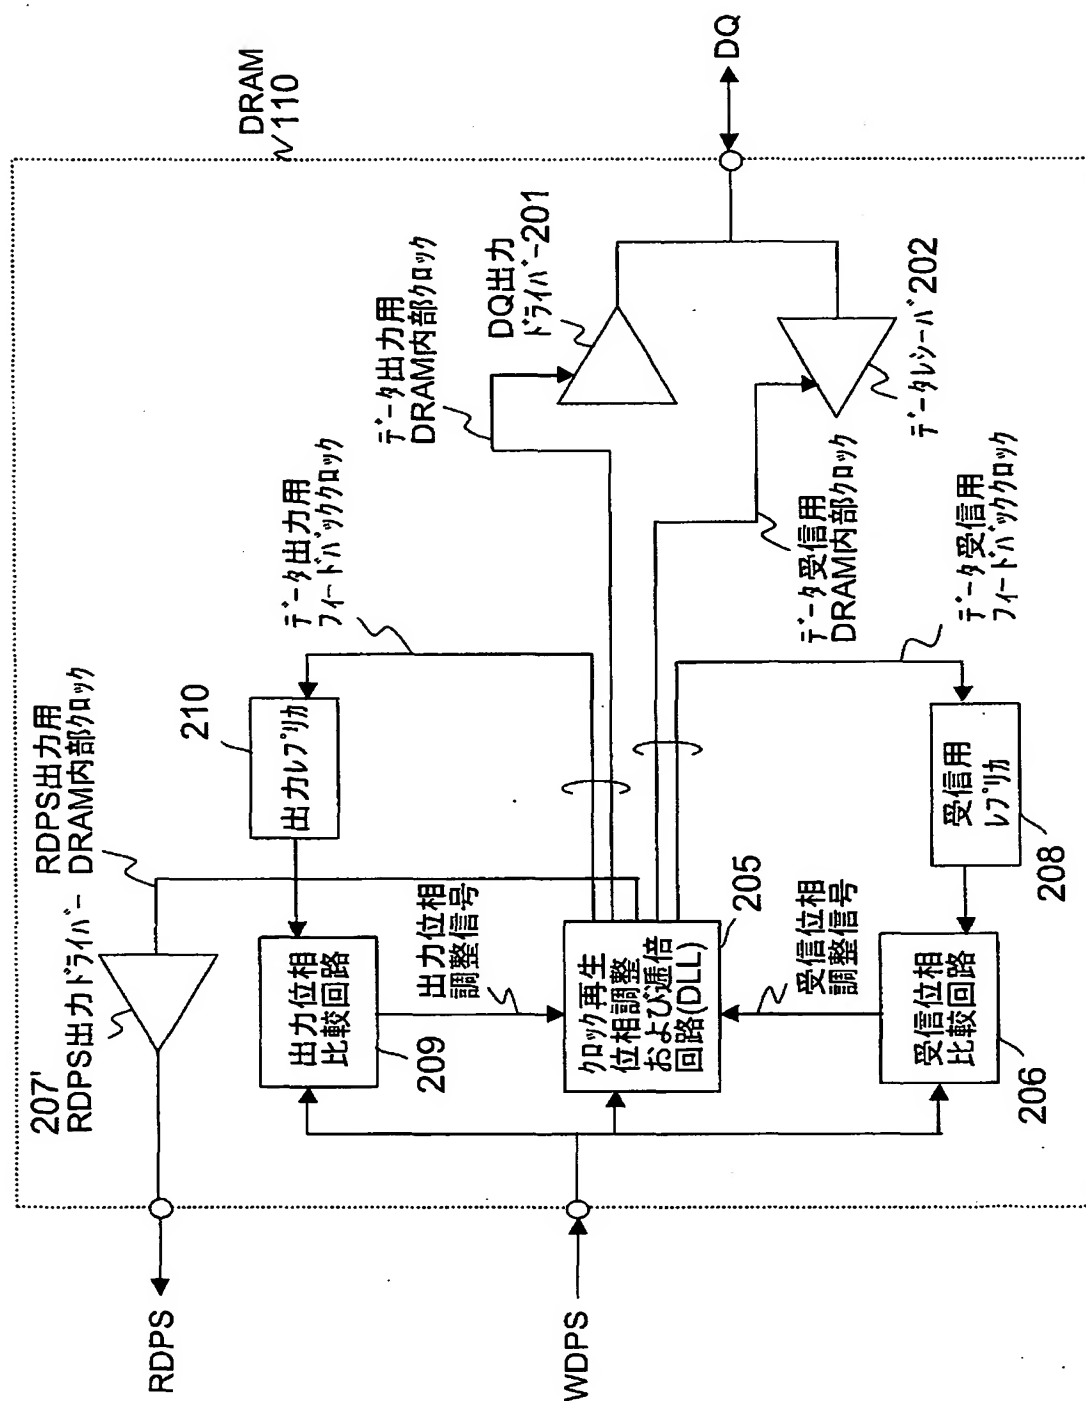 DRAM
110
DQ
207'
RDPS出力ドライバー
RDPS出力用
DRAM内部クロック
RDPS
210
出力レプリカ
データ出力用
フィードバッククロック
データ出力用
DRAM内部クロック
DQ出力
ドライバー201
出力位相
比較回路
209
出力位相
調整信号
WDPS
クロック再生
位相調整
および逓倍
回路(DLL)
205
受信位相
調整信号
受信位相
比較回路
206
受信用
レプリカ
208
データ受信用
DRAM内部クロック
データ受信用
フィードバッククロック
データレシーバ202